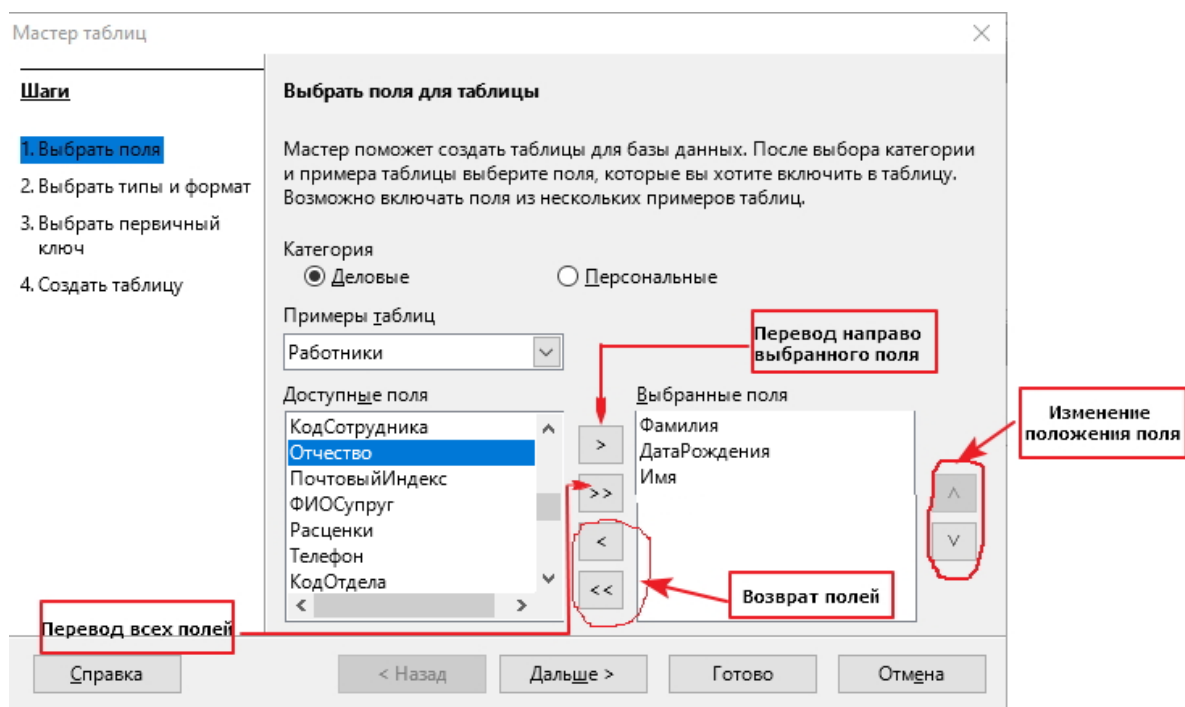 Мастер таблиц
Шаги
1. Выбрать поля
2. Выбрать типы и формат
3. Выбрать первичный
ключ
4. Создать таблицу
Выбрать поля для таблицы
Мастер поможет создать таблицы для базы данных. После выбора категории
и примера таблицы выберите поля, которые вы хотите включить в таблицу.
Возможно включать поля из нескольких примеров таблиц.
Категория
Деловые
Персональные
Примеры таблиц
Работники
Перевод направо
выбранного поля
Доступные поля
КодСотрудника
Отчество
ПочтовыйИндекс
ФИОСупруг
Расценки
Телефон
КодОтдела
>
>>
<
<<
Выбранные поля
Фамилия
ДатаРождения
Имя
Изменение
положения поля
Возврат полей
Перевод всех полей
Справка
< Назад
Дальше >
Готово
Отмена